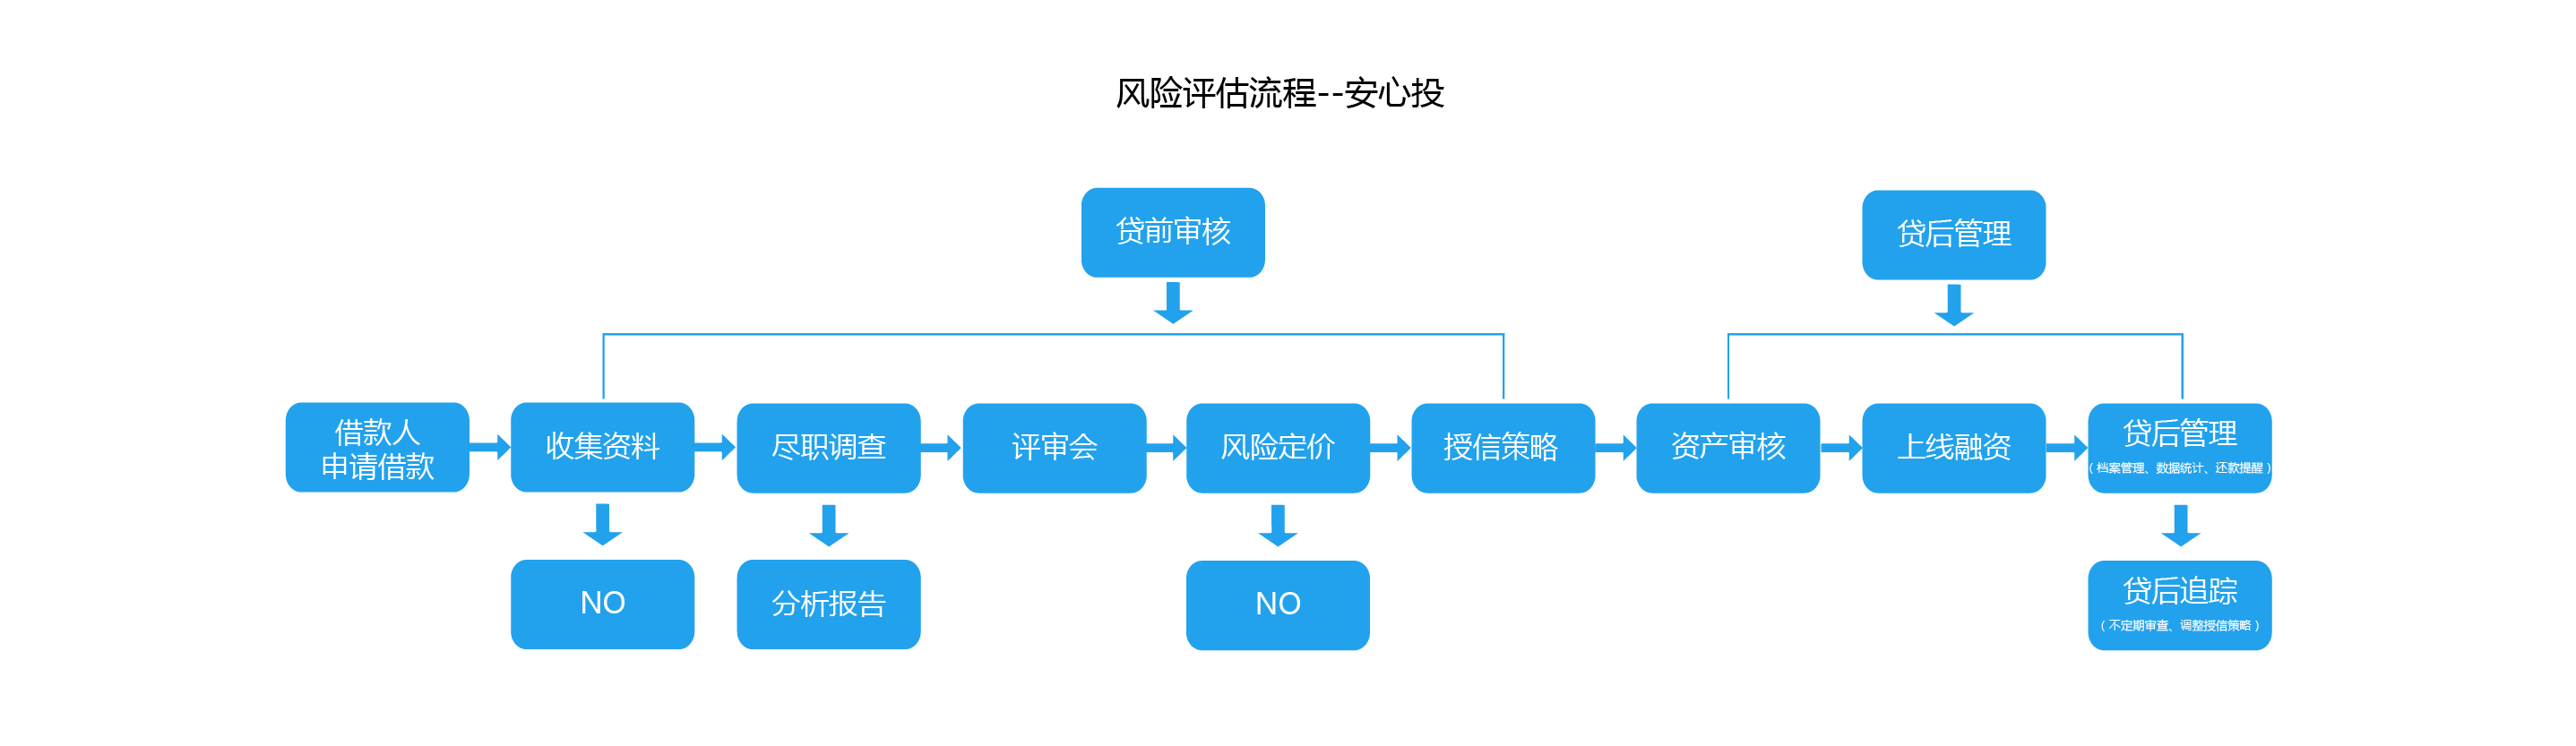 风险评估流程--安心投
贷前审核
贷后管理
借款人
申请借款
收集资料
尽职调查
评审会
风险定价
授信策略
资产审核
上线融资
贷后管理
（档案管理、数据统计、还款提醒）
NO
分析报告
NO
贷后追踪
（不定期审查、调整授信策略）